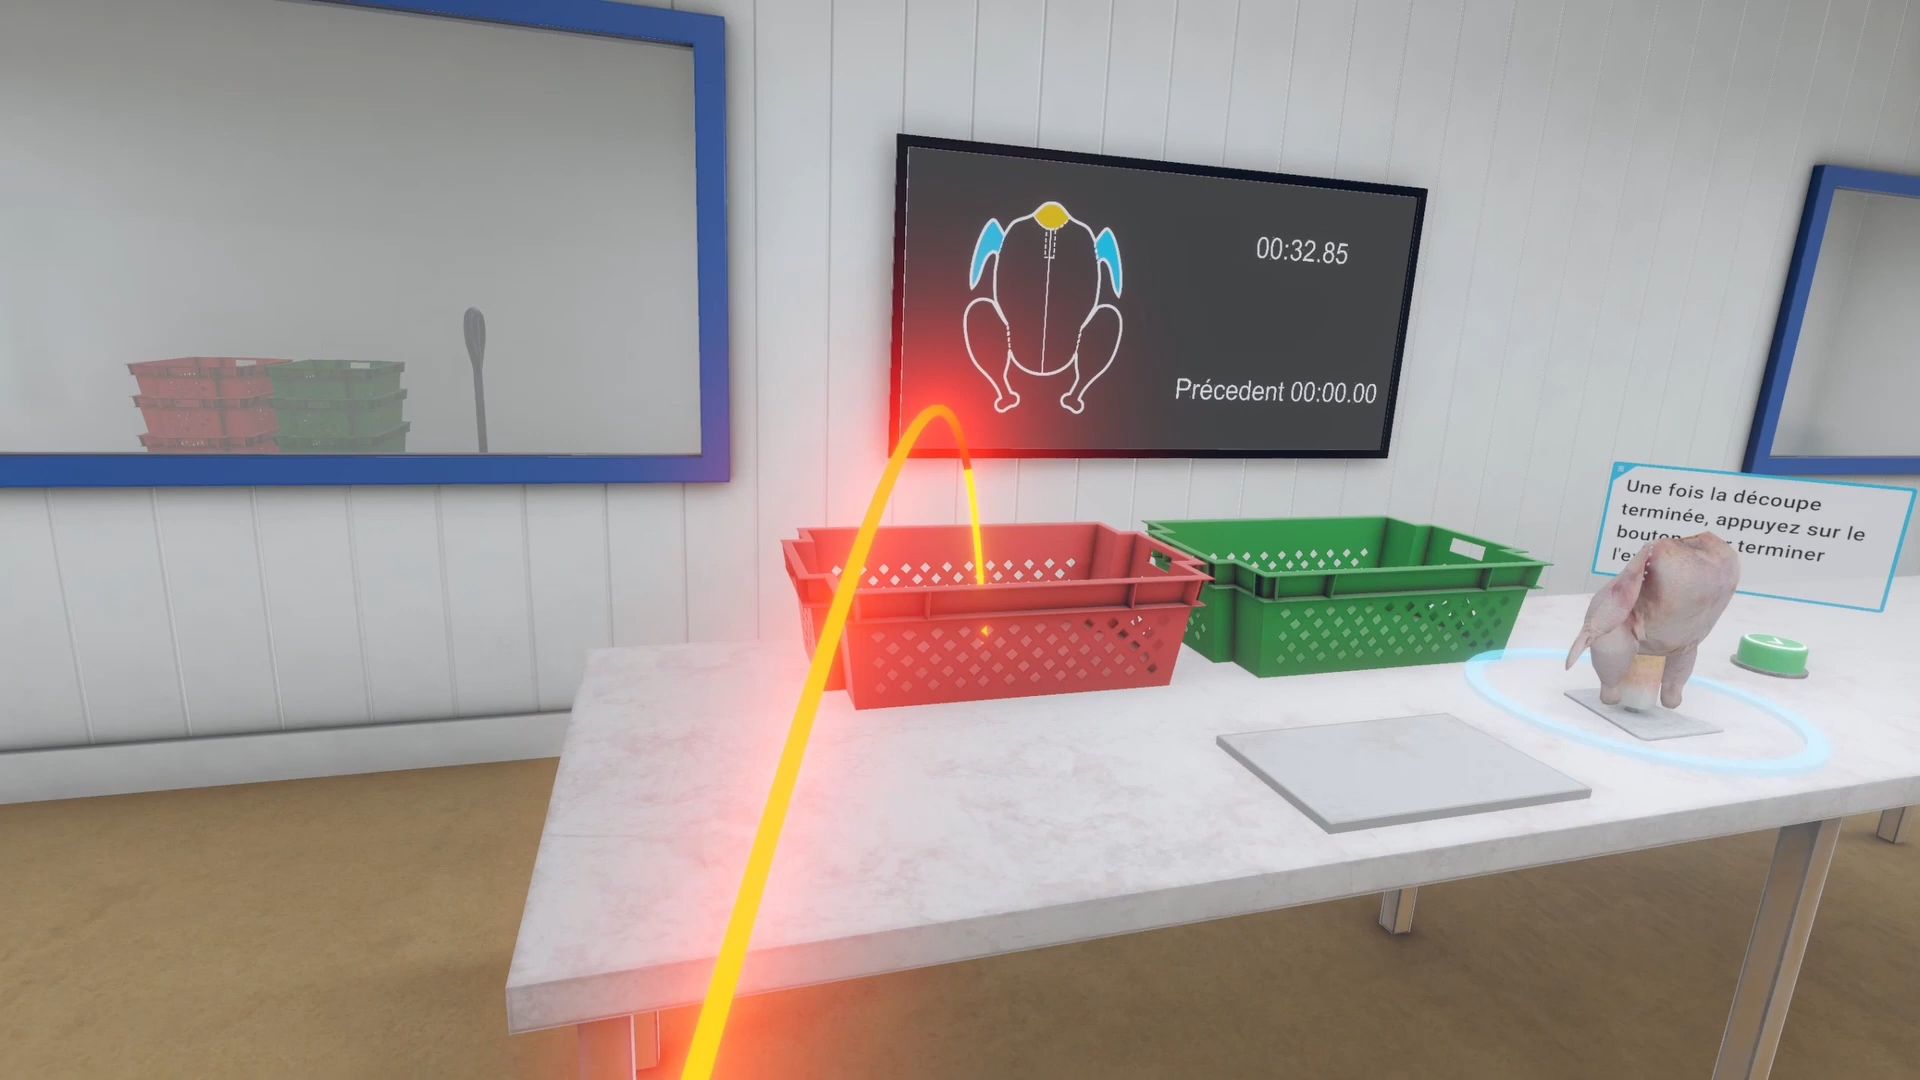 00:32.85
Précedent 00:00.00
Une fois la découpe
terminée, appuyez sur le
terminer